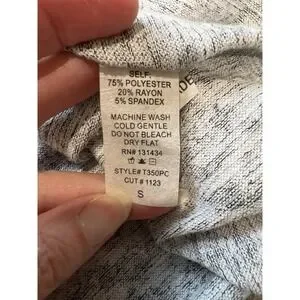 SELF:
75% POLYESTER
20% RAYON
5% SPANDEX
MACHINE WASH
COLD GENTLE
DO NOT BLEACH
DRY FLAT
RN# 131434
STYLE# T350PC
CUT # 1123
S
DE